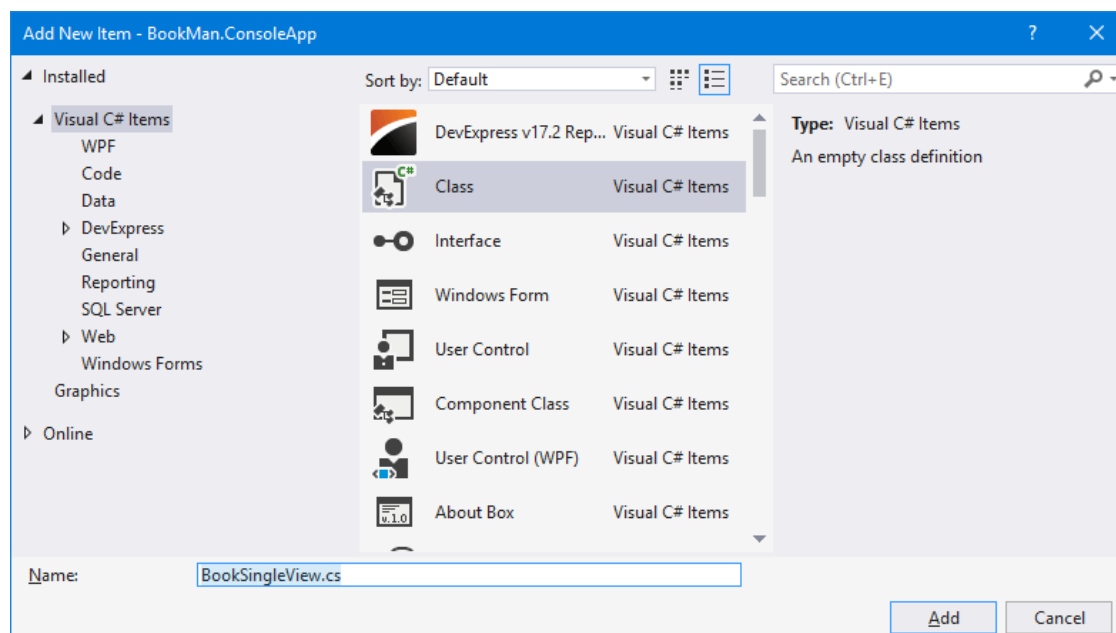 Add New Item - BookMan.ConsoleApp
?
Installed
Sort by: Default
Search (Ctrl+E)
Visual C# Items
WPF
Code
Data
DevExpress
General
Reporting
SQL Server
Web
Windows Forms
Graphics
Online
DevExpress v17.2 Rep... Visual C# Items
C# Class Visual C# Items
Interface Visual C# Items
Windows Form Visual C# Items
User Control Visual C# Items
Component Class Visual C# Items
User Control (WPF) Visual C# Items
v.1.0 About Box Visual C# Items
Type: Visual C# Items
An empty class definition
Name: BookSingleView.cs
Add Cancel